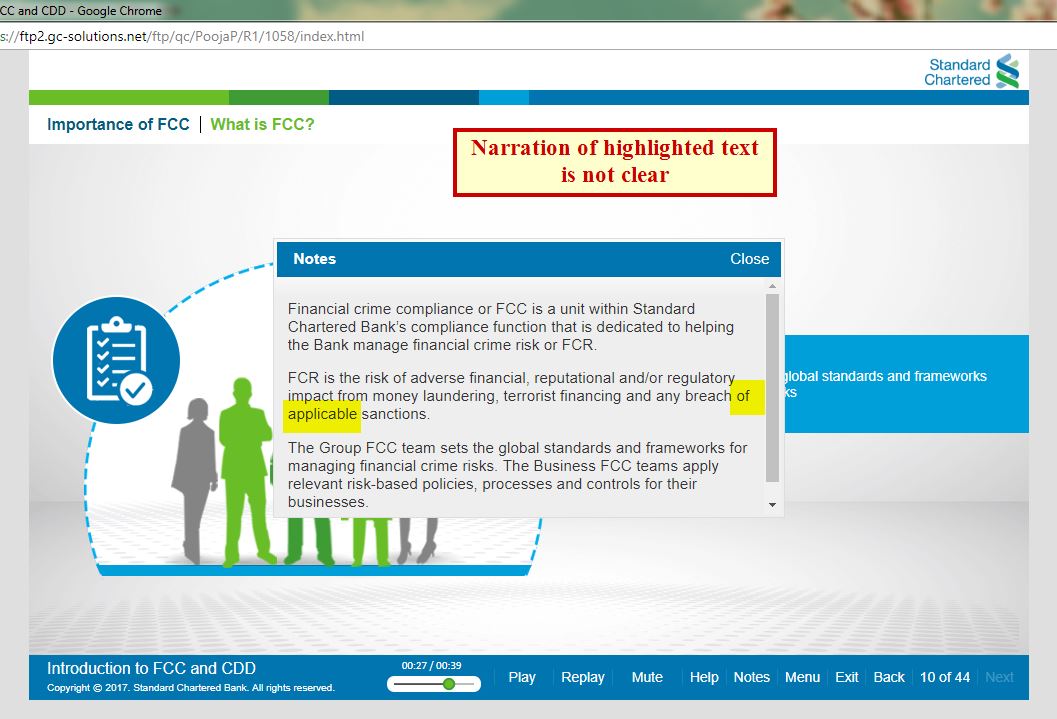 CC and CDD - Google Chrome
s://ftp2.gc-solutions.net/ftp/qc/PoojaP/R1/1058/index.html
Standard
Chartered
Importance of FCC | What is FCC?
Narration of highlighted text
is not clear
Notes Close
Financial crime compliance or FCC is a unit within Standard
Chartered Bank’s compliance function that is dedicated to helping
the Bank manage financial crime risk or FCR.
FCR is the risk of adverse financial, reputational and/or regulatory
impact from money laundering, terrorist financing and any breach of
applicable sanctions.
The Group FCC team sets the global standards and frameworks for
managing financial crime risks. The Business FCC teams apply
relevant risk-based policies, processes and controls for their
businesses.
global standards and frameworks
ks
Introduction to FCC and CDD
Copyright © 2017. Standard Chartered Bank. All rights reserved.
00:27 / 00:39
Play Replay Mute Help Notes Menu Exit Back 10 of 44 Next